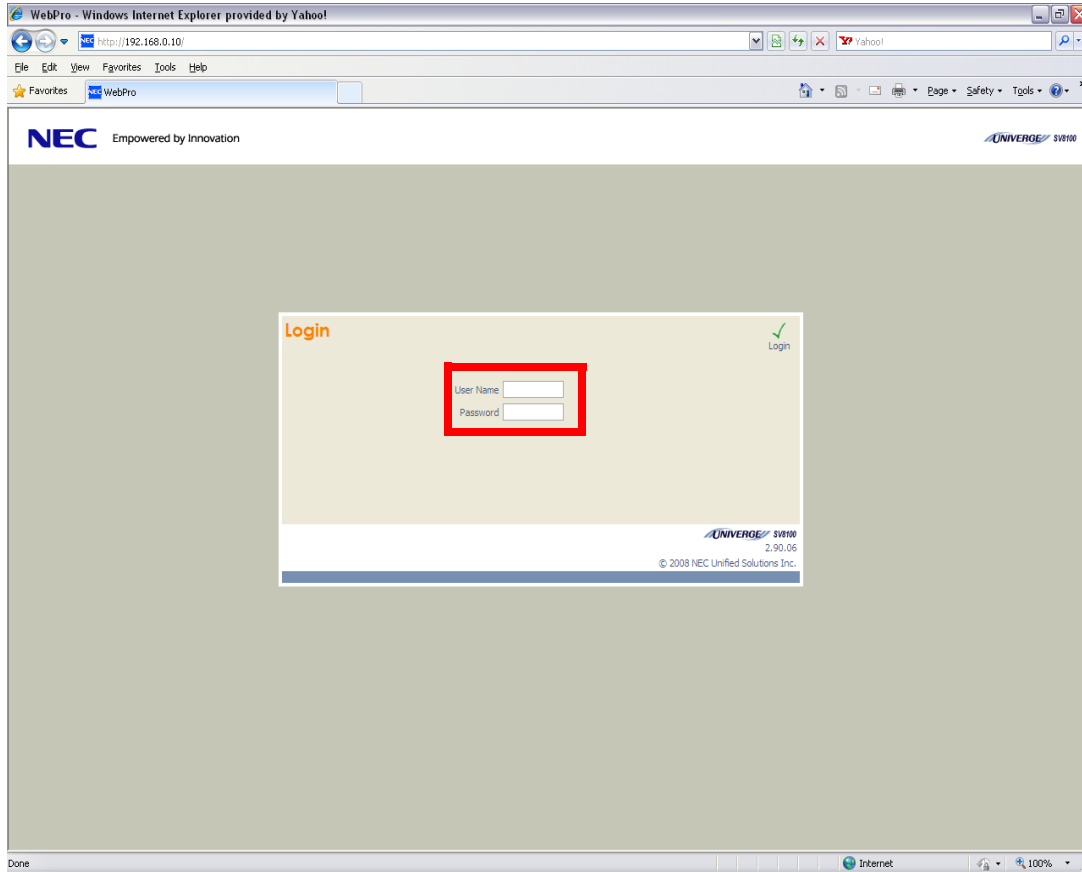 WebPro - Windows Internet Explorer provided by Yahoo!
NEC http://192.168.0.10/
Yahoo!
File Edit View Favorites Tools Help
Favorites NEC WebPro
Page Safety Tools
NEC Empowered by Innovation
UNIVERGE SV8100
Login
Login
User Name
Password
UNIVERGE SV8100
2.90.06
© 2008 NEC Unified Solutions Inc.
Done
Internet
100%